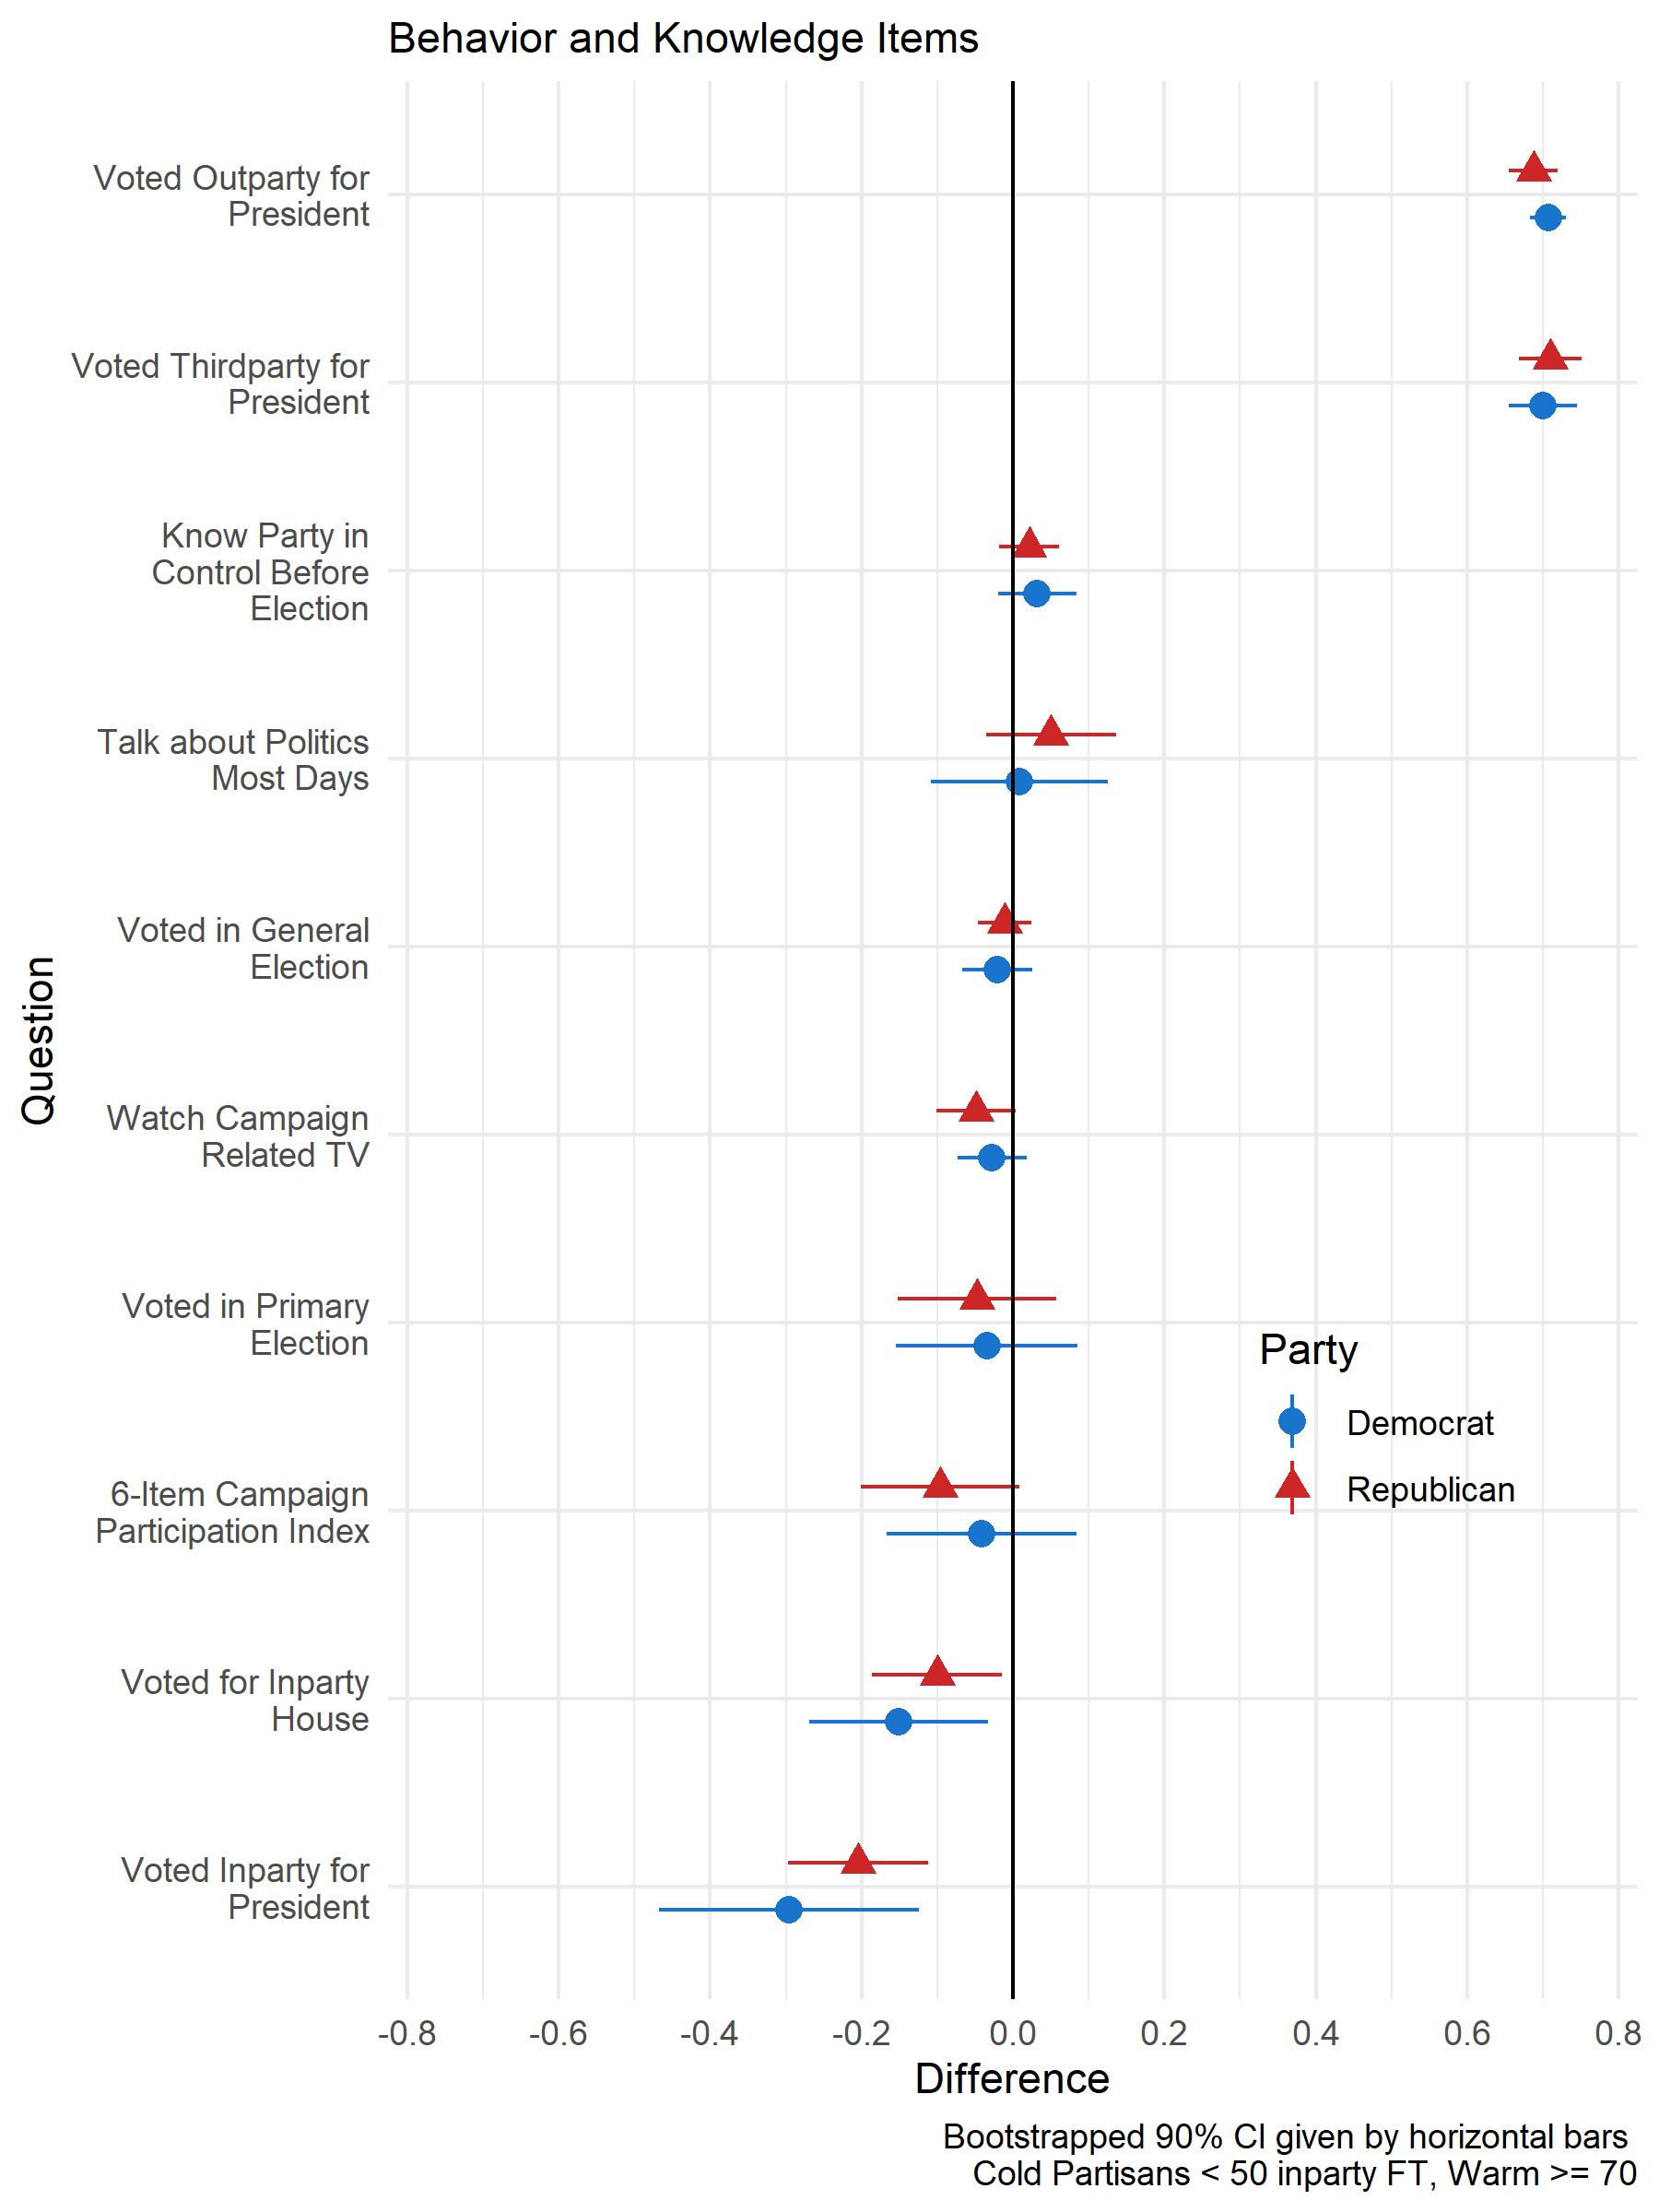 Behavior and Knowledge Items
Voted Outparty for
President
Voted Thirdparty for
President
Know Party in
Control Before
Election
Talk about Politics
Most Days
Voted in General
Election
Watch Campaign
Related TV
Voted in Primary
Election
6-Item Campaign
Participation Index
Voted for Inparty
House
Voted Inparty for
President
Question
Party
Democrat
Republican
-0.8 -0.6 -0.4 -0.2 0.0 0.2 0.4 0.6 0.8
Difference
Bootstrapped 90% CI given by horizontal bars
Cold Partisans < 50 inparty FT, Warm >= 70